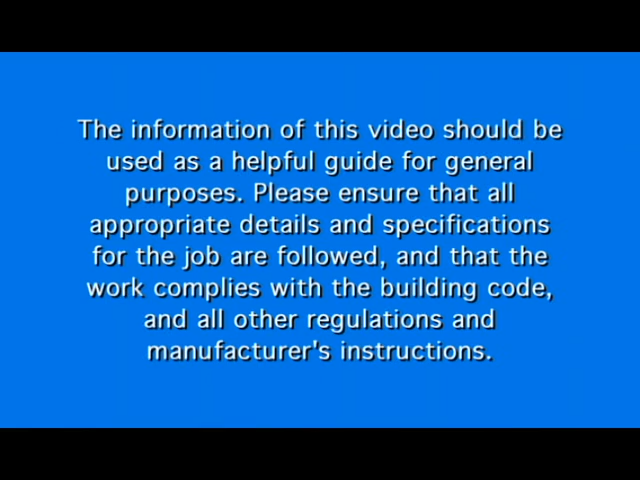 The information of this video should be
used as a helpful guide for general
purposes. Please ensure that all
appropriate details and specifications
for the job are followed, and that the
work complies with the building code,
and all other regulations and
manufacturer's instructions.